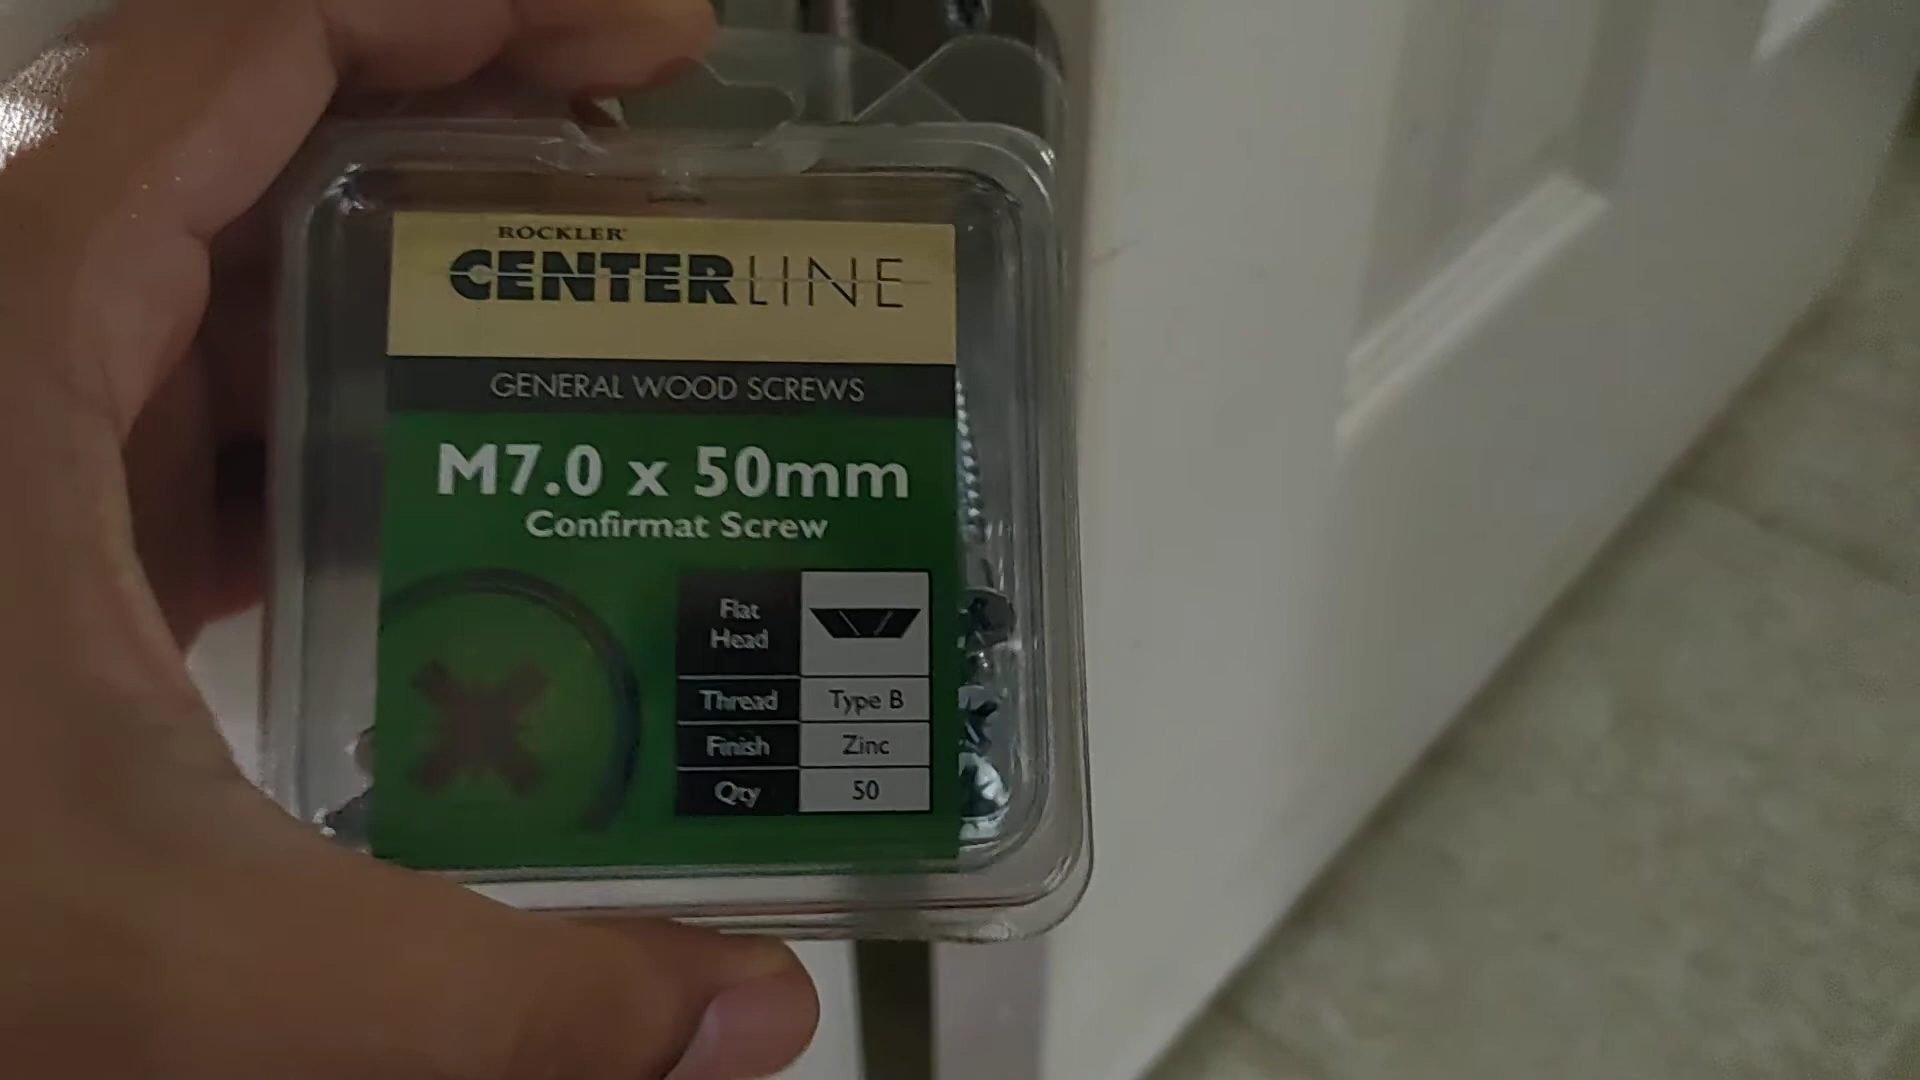 ROCKLER
CENTERLINE
GENERAL WOOD SCREWS
M7.0 x 50mm
Confirmat Screw
Flat
Head
Thread Type B
Finish Zinc
Qty 50